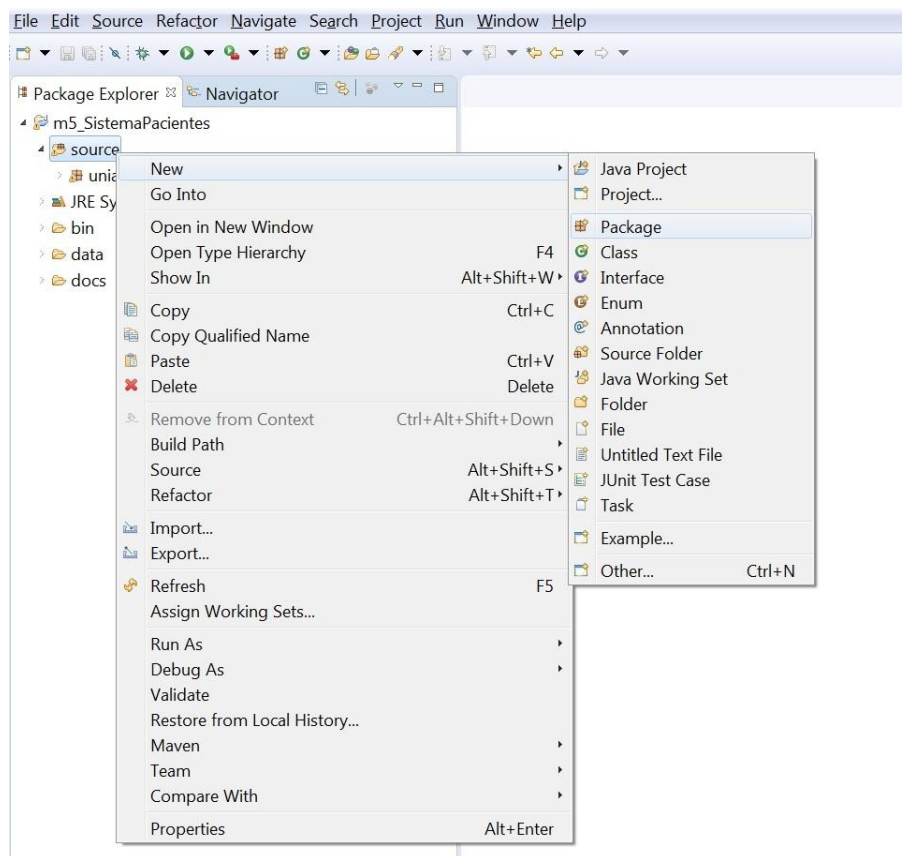 File Edit Source Refactor Navigate Search Project Run Window Help
Package Explorer Navigator
m5_SistemaPacientes
source
unia
JRE Sy
bin
data
docs
New
Go Into
Open in New Window
Open Type Hierarchy F4
Show In Alt+Shift+W
Copy Ctrl+C
Copy Qualified Name
Paste Ctrl+V
Delete Delete
Remove from Context Ctrl+Alt+Shift+Down
Build Path
Source Alt+Shift+S
Refactor Alt+Shift+T
Import...
Export...
Refresh F5
Assign Working Sets...
Run As
Debug As
Validate
Restore from Local History...
Maven
Team
Compare With
Properties Alt+Enter
Java Project
Project...
Package
Class
Interface
Enum
Annotation
Source Folder
Java Working Set
Folder
File
Untitled Text File
JUnit Test Case
Task
Example...
Other... Ctrl+N